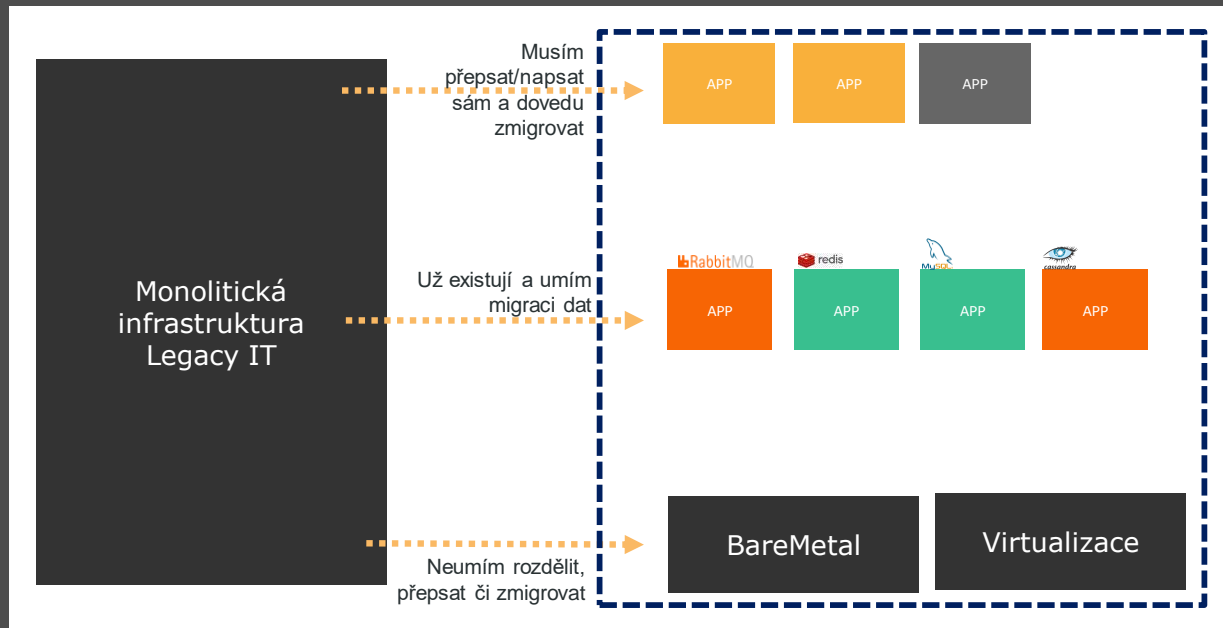 Monolitická
infrastruktura
Legacy IT
Musím
přepsat/napsat
sám a dovedu
zmigrovat
APP
APP
APP
Už existují a umím
migraci dat
RabbitMQ
redis
MySQL
cassandra
APP
APP
APP
APP
Neumím rozdělit,
přepsat či zmigrovat
BareMetal
Virtualizace